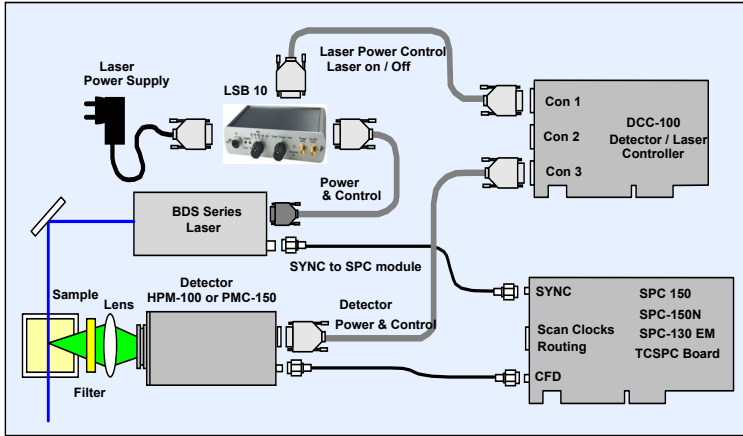 Laser
Power Supply
LSB 10
Laser Power Control
Laser on / Off
Con 1
Con 2
Con 3
DCC-100
Detector / Laser
Controller
Power
& Control
BDS Series
Laser
SYNC to SPC module
Sample
Lens
Detector
HPM-100 or PMC-150
Detector
Power & Control
Filter
SYNC
Scan Clocks
Routing
CFD
SPC 150
SPC-150N
SPC-130 EM
TCSPC Board